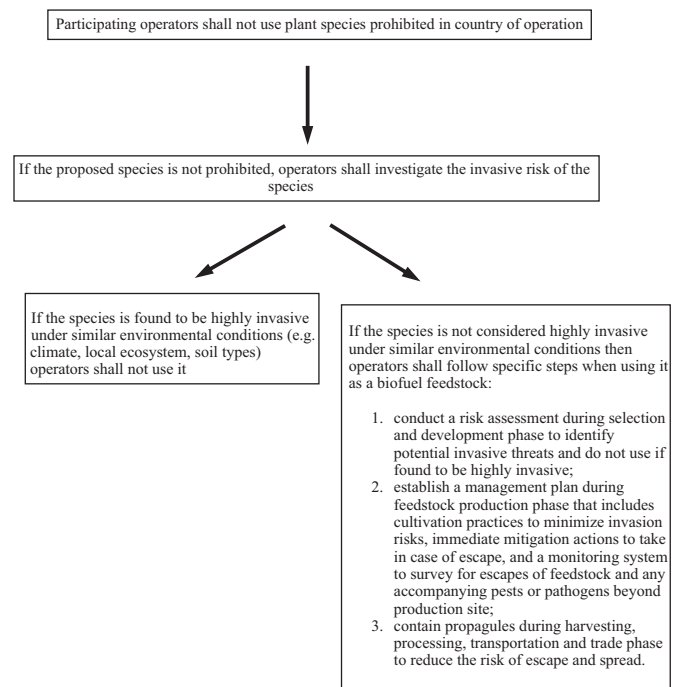 Participating operators shall not use plant species prohibited in country of operation
If the proposed species is not prohibited, operators shall investigate the invasive risk of the
species
If the species is found to be highly invasive
under similar environmental conditions (e.g.
climate, local ecosystem, soil types)
operators shall not use it
If the species is not considered highly invasive
under similar environmental conditions then
operators shall follow specific steps when using it
as a biofuel feedstock:
1. conduct a risk assessment during selection
and development phase to identify
potential invasive threats and do not use if
found to be highly invasive;
2. establish a management plan during
feedstock production phase that includes
cultivation practices to minimize invasion
risks, immediate mitigation actions to take
in case of escape, and a monitoring system
to survey for escapes of feedstock and any
accompanying pests or pathogens beyond
production site;
3. contain propagules during harvesting,
processing, transportation and trade phase
to reduce the risk of escape and spread.